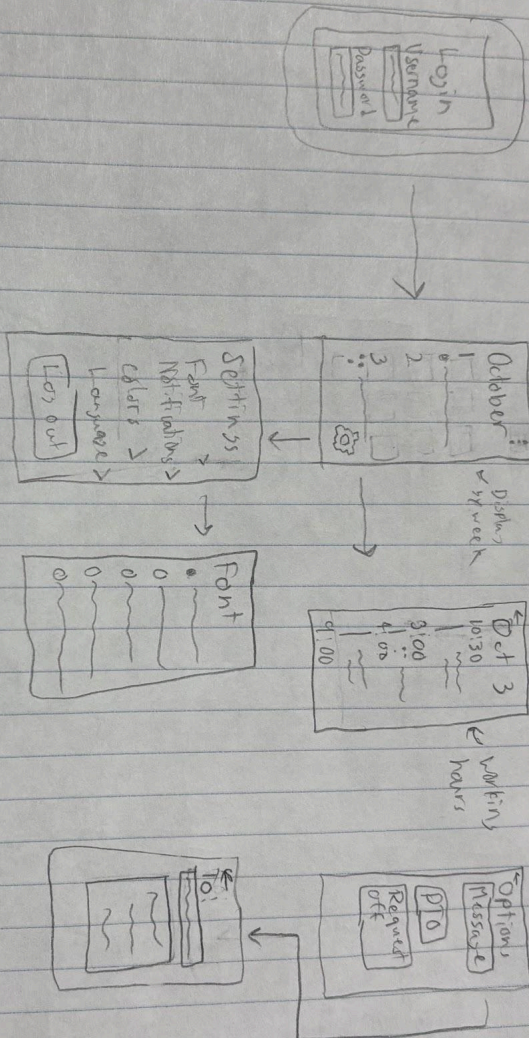 Login
Username
Password
October
1
2
3
Display
by week
Oct 3
10:30
3:00
4:00
9:00
Working
hours
Options
Message
PTO
Request
off
Settings
Font >
Notifications >
Colors >
Language >
Log out
Font
To: